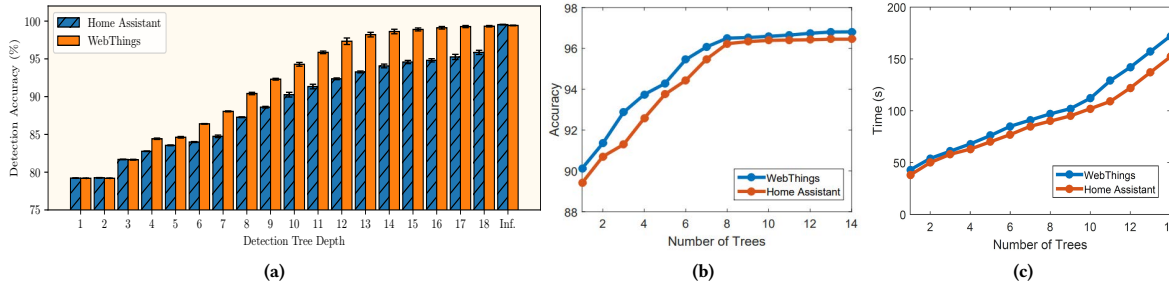 100
95
90
85
80
75
Detection Accuracy (%)
Home Assistant
WebThings
1 2 3 4 5 6 7 8 9 10 11 12 13 14 15 16 17 18 Inf.
Detection Tree Depth
(a)
98
96
94
92
90
88
Accuracy
WebThings
Home Assistant
2 4 6 8 10 12 14
Number of Trees
(b)
200
150
100
50
0
Time (s)
WebThings
Home Assistant
2 4 6 8 10 12
Number of Trees
(c)